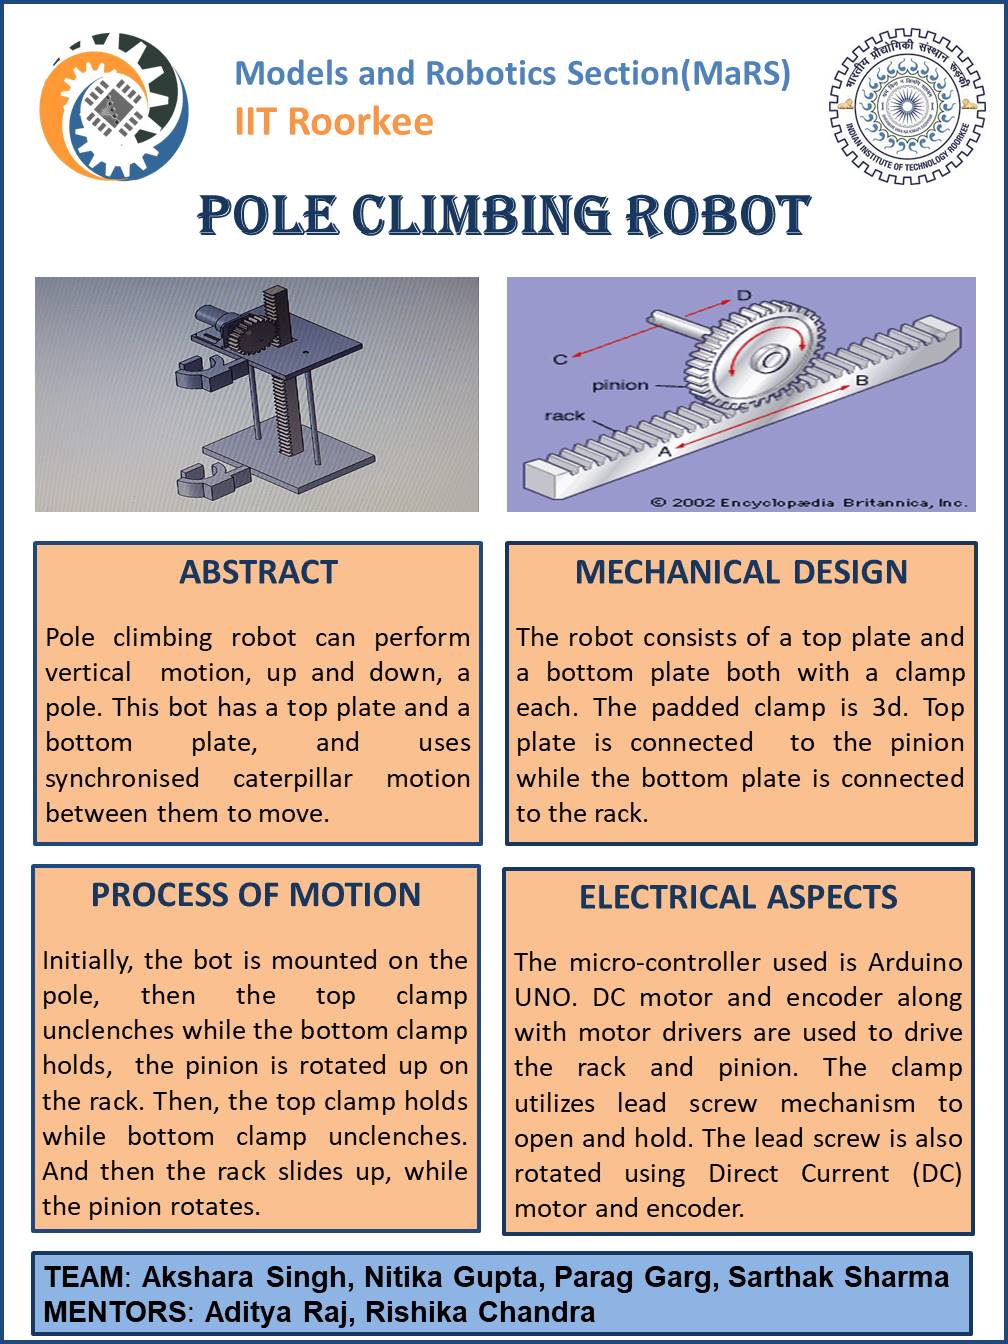 Models and Robotics Section(MaRS)
IIT Roorkee
भारतीय प्रौद्योगिकी संस्थान रूड़की
INDIAN INSTITUTE OF TECHNOLOGY ROORKEE
POLE CLIMBING ROBOT
D
C
pinion
B
rack
A
© 2002 Encyclopædia Britannica, Inc.
ABSTRACT
Pole climbing robot can perform
vertical motion, up and down, a
pole. This bot has a top plate and a
bottom plate, and uses
synchronised caterpillar motion
between them to move.
MECHANICAL DESIGN
The robot consists of a top plate and
a bottom plate both with a clamp
each. The padded clamp is 3d. Top
plate is connected to the pinion
while the bottom plate is connected
to the rack.
PROCESS OF MOTION
Initially, the bot is mounted on the
pole, then the top clamp
unclenches while the bottom clamp
holds, the pinion is rotated up on
the rack. Then, the top clamp holds
while bottom clamp unclenches.
And then the rack slides up, while
the pinion rotates.
ELECTRICAL ASPECTS
The micro-controller used is Arduino
UNO. DC motor and encoder along
with motor drivers are used to drive
the rack and pinion. The clamp
utilizes lead screw mechanism to
open and hold. The lead screw is also
rotated using Direct Current (DC)
motor and encoder.
TEAM: Akshara Singh, Nitika Gupta, Parag Garg, Sarthak Sharma
MENTORS: Aditya Raj, Rishika Chandra